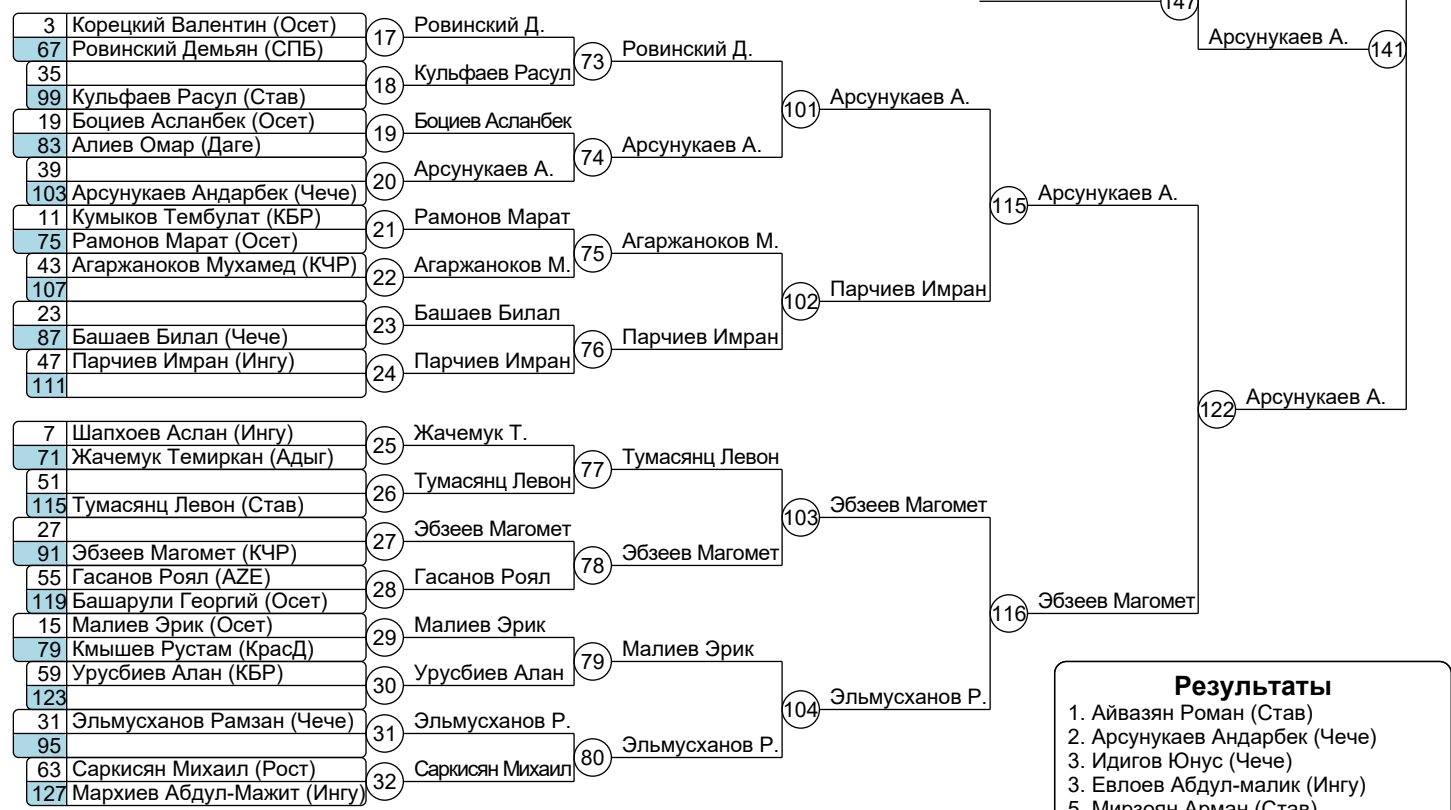 147
Арсунукаев А.
141
3 Корецкий Валентин (Осет)
67 Ровинский Демьян (СПБ)
17
Ровинский Д.
35
99 Кульфаев Расул (Став)
18
Кульфаев Расул
73
Ровинский Д.
19 Боциев Асланбек (Осет)
83 Алиев Омар (Даге)
19
Боциев Асланбек
39
103 Арсунукаев Андарбек (Чече)
20
Арсунукаев А.
74
Арсунукаев А.
101
Арсунукаев А.
11 Кумыков Тембулат (КБР)
75 Рамонов Марат (Осет)
21
Рамонов Марат
43 Агаржаноков Мухамед (КЧР)
107
22
Агаржаноков М.
75
Агаржаноков М.
23
87 Башаев Билал (Чече)
23
Башаев Билал
47 Парчиев Имран (Ингу)
111
24
Парчиев Имран
76
Парчиев Имран
102
Парчиев Имран
115
Арсунукаев А.
7 Шапхоев Аслан (Ингу)
71 Жачемук Темиркан (Адыг)
25
Жачемук Т.
51
115 Тумасянц Левон (Став)
26
Тумасянц Левон
77
Тумасянц Левон
27
91 Эбзеев Магомет (КЧР)
27
Эбзеев Магомет
55 Гасанов Роял (AZE)
119 Башарули Георгий (Осет)
28
Гасанов Роял
78
Эбзеев Магомет
103
Эбзеев Магомет
15 Малиев Эрик (Осет)
79 Кмышев Рустам (КрасД)
29
Малиев Эрик
59 Урусбиев Алан (КБР)
123
30
Урусбиев Алан
79
Малиев Эрик
31 Эльмусханов Рамзан (Чече)
95
31
Эльмусханов Р.
63 Саркисян Михаил (Рост)
127 Мархиев Абдул-Мажит (Ингу)
32
Саркисян Михаил
80
Эльмусханов Р.
104
Эльмусханов Р.
116
Эбзеев Магомет
122
Арсунукаев А.
Результаты
1. Айвазян Роман (Став)
2. Арсунукаев Андарбек (Чече)
3. Идигов Юнус (Чече)
3. Евлоев Абдул-малик (Ингу)
5. Мирзоян Арман (Став)